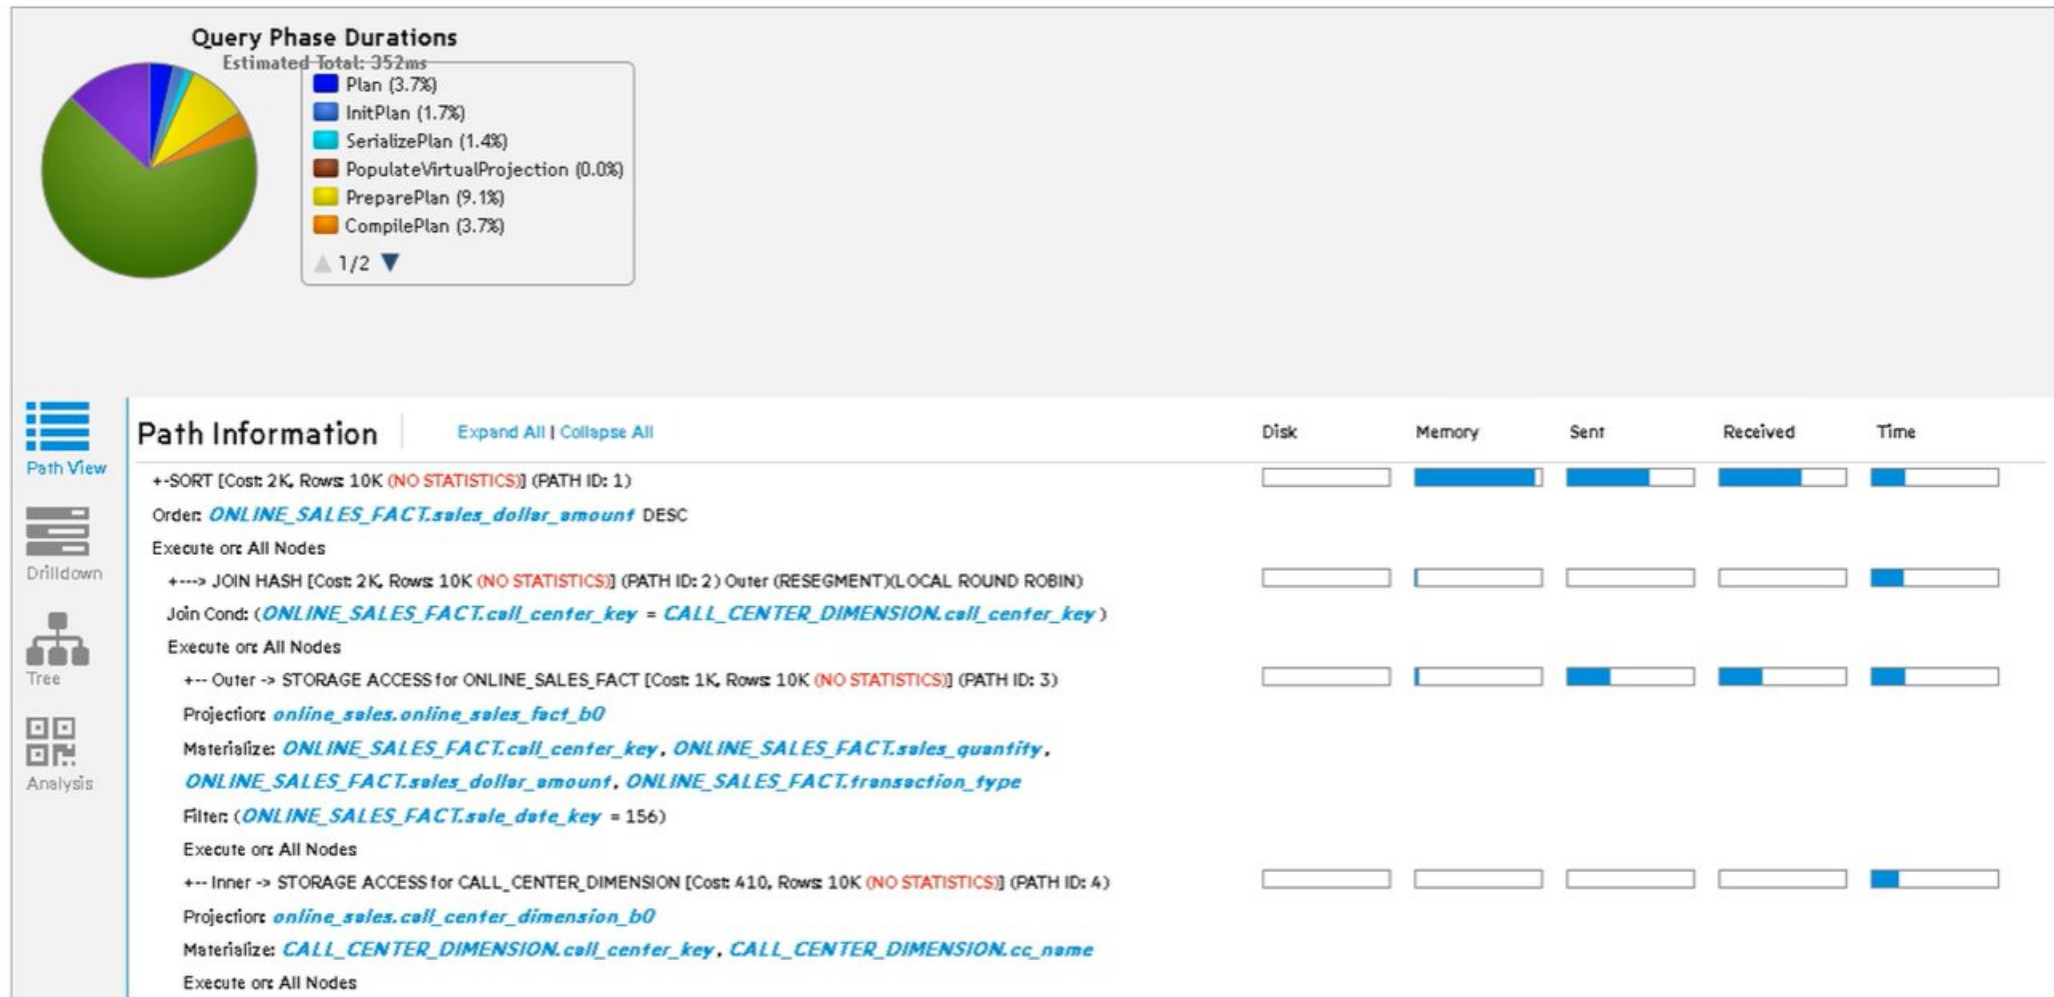 Query Phase Durations
Estimated Total: 352ms
Plan (3.7%)
InitPlan (1.7%)
SerializePlan (1.4%)
PopulateVirtualProjection (0.0%)
PreparePlan (9.1%)
CompilePlan (3.7%)
1/2
Path View
Drilldown
Tree
Analysis
Path Information Expand All | Collapse All Disk Memory Sent Received Time
+-SORT [Cost: 2K, Rows: 10K (NO STATISTICS)] (PATH ID: 1)
Order: ONLINE_SALES_FACT.sales_dollar_amount DESC
Execute on: All Nodes
+---> JOIN HASH [Cost: 2K, Rows: 10K (NO STATISTICS)] (PATH ID: 2) Outer (RESEGMENT)(LOCAL ROUND ROBIN)
Join Cond: (ONLINE_SALES_FACT.call_center_key = CALL_CENTER_DIMENSION.call_center_key)
Execute on: All Nodes
+-- Outer -> STORAGE ACCESS for ONLINE_SALES_FACT [Cost: 1K, Rows: 10K (NO STATISTICS)] (PATH ID: 3)
Projection: online_sales.online_sales_fact_b0
Materialize: ONLINE_SALES_FACT.call_center_key, ONLINE_SALES_FACT.sales_quantity,
ONLINE_SALES_FACT.sales_dollar_amount, ONLINE_SALES_FACT.transaction_type
Filter: (ONLINE_SALES_FACT.sale_date_key = 156)
Execute on: All Nodes
+-- Inner -> STORAGE ACCESS for CALL_CENTER_DIMENSION [Cost: 410, Rows: 10K (NO STATISTICS)] (PATH ID: 4)
Projection: online_sales.call_center_dimension_b0
Materialize: CALL_CENTER_DIMENSION.call_center_key, CALL_CENTER_DIMENSION.cc_name
Execute on: All Nodes